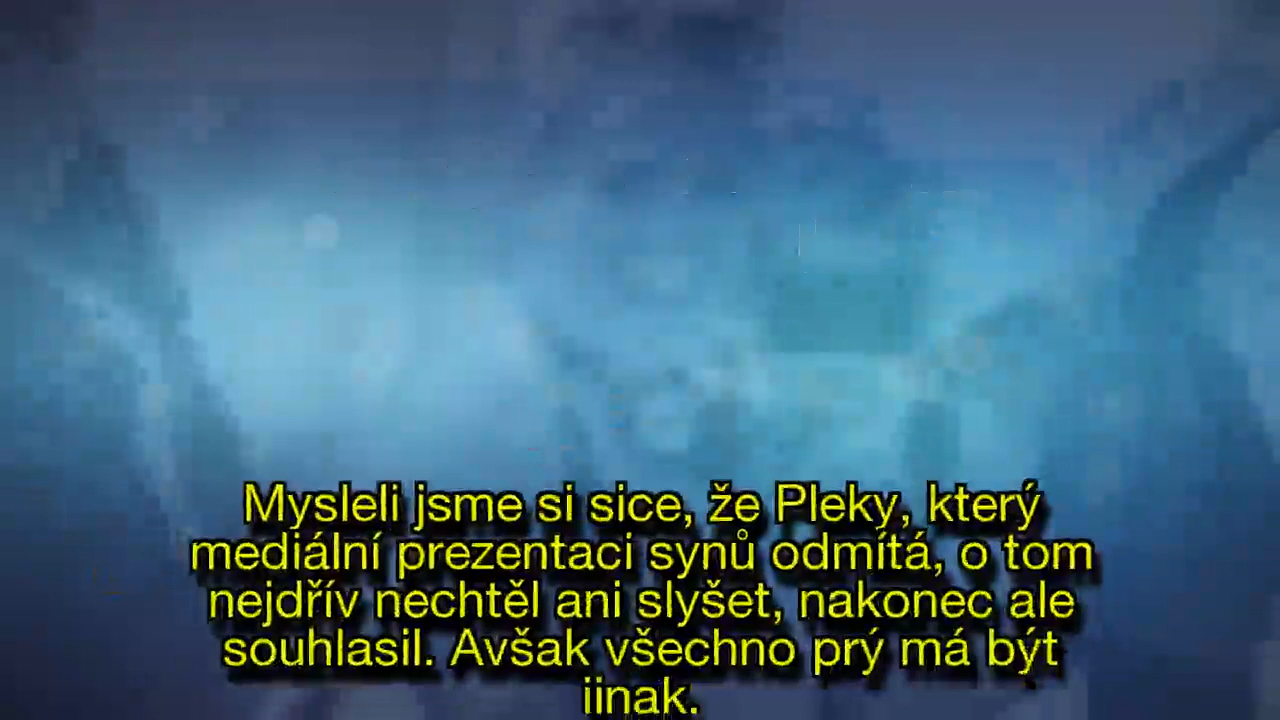 Mysleli jsme si sice, že Pleky, který
mediální prezentaci synů odmítá, o tom
nejdřív nechtěl ani slyšet, nakonec ale
souhlasil. Avšak všechno prý má být
jinak.